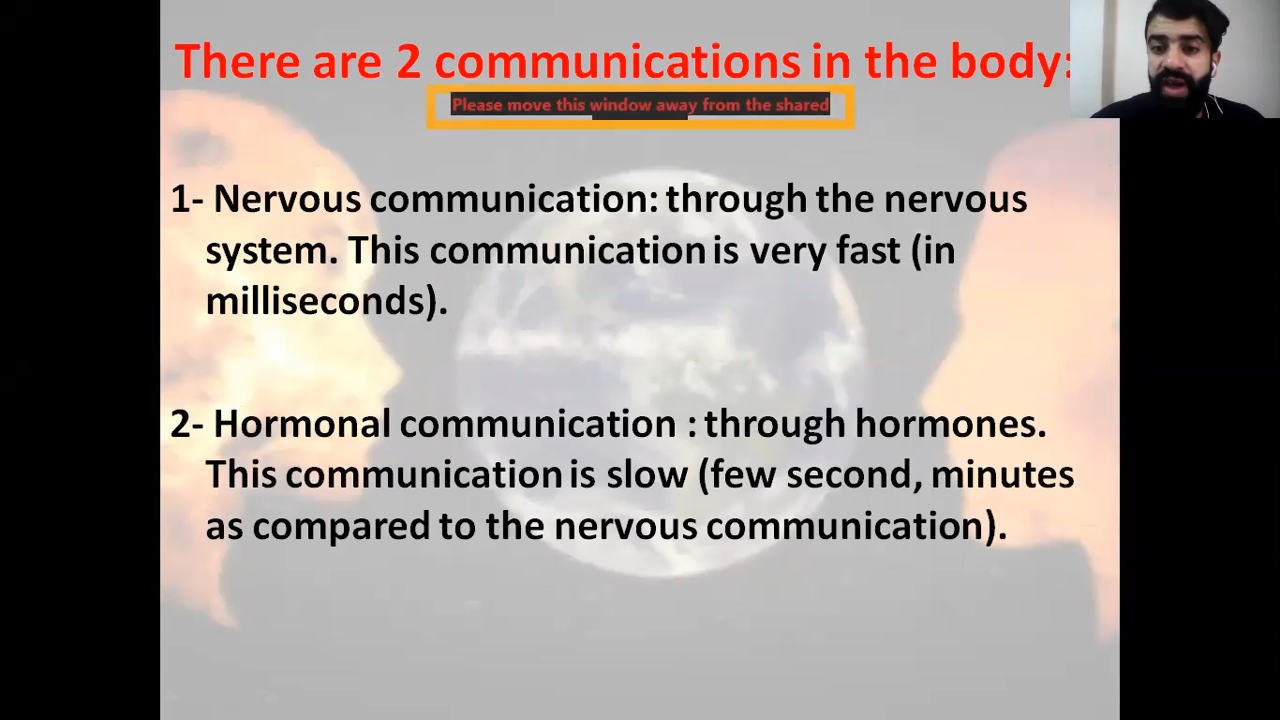 There are 2 communications in the body:
Please move this window away from the shared
1- Nervous communication: through the nervous
system. This communication is very fast (in
milliseconds).
2- Hormonal communication : through hormones.
This communication is slow (few second, minutes
as compared to the nervous communication).